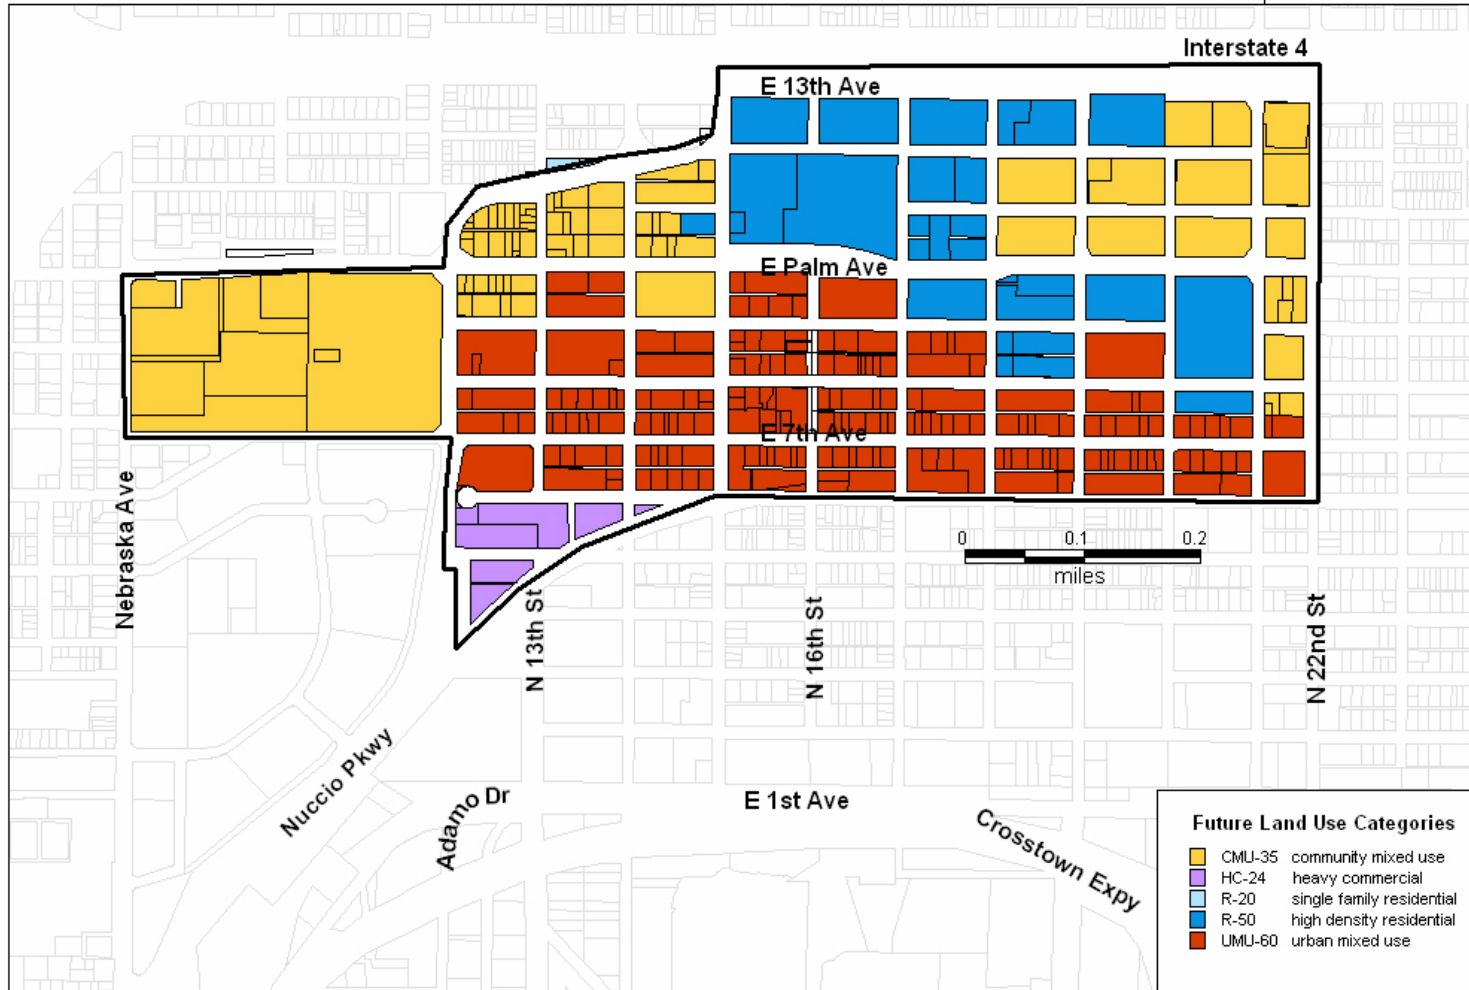 Interstate 4
E 13th Ave
E Palm Ave
E 7th Ave
Nebraska Ave
0 0.1 0.2
miles
N 13th St
N 16th St
N 22nd St
Nuccio Pkwy
Adamo Dr
E 1st Ave
Crosstown Expy
Future Land Use Categories
CMU-35 community mixed use
HC-24 heavy commercial
R-20 single family residential
R-50 high density residential
UMU-60 urban mixed use